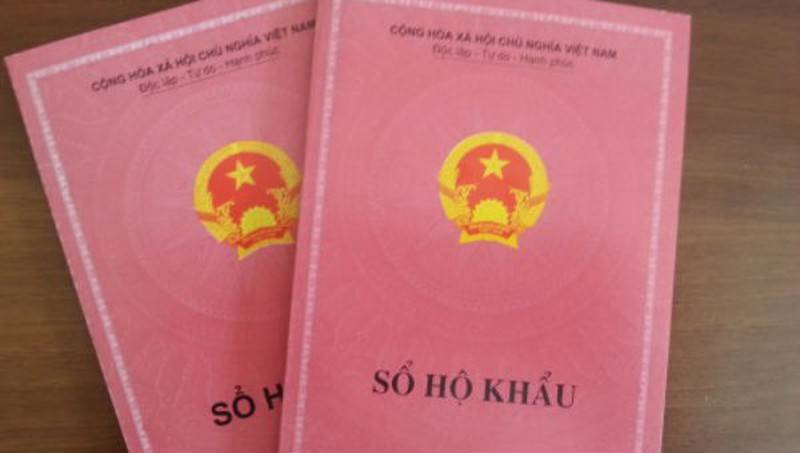 CỘNG HÒA XÃ HỘI CHỦ NGHĨA VIỆT NAM
Độc lập - Tự do - Hạnh phúc
SỔ H
CỘNG HÒA XÃ HỘI CHỦ NGHĨA VIỆT NAM
Độc lập - Tự do - Hạnh phúc
SỔ HỘ KHẨU